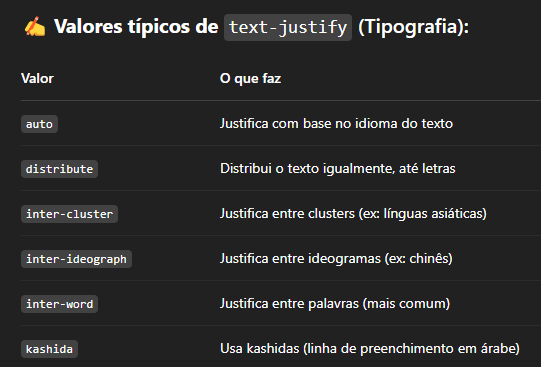 ✍️ Valores típicos de text-justify (Tipografia):
Valor O que faz
auto Justifica com base no idioma do texto
distribute Distribui o texto igualmente, até letras
inter-cluster Justifica entre clusters (ex: línguas asiáticas)
inter-ideograph Justifica entre ideogramas (ex: chinês)
inter-word Justifica entre palavras (mais comum)
kashida Usa kashidas (linha de preenchimento em árabe)